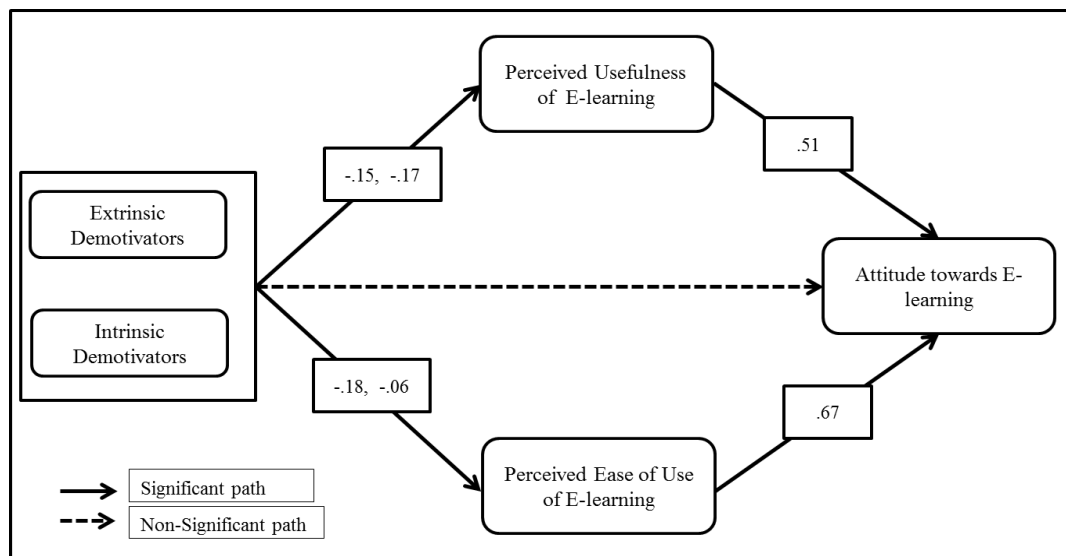 Perceived Usefulness
of E-learning
-.15, -.17
.51
Extrinsic
Demotivators
Attitude towards E-
learning
Intrinsic
Demotivators
-.18, -.06
.67
Perceived Ease of Use
of E-learning
Significant path
Non-Significant path